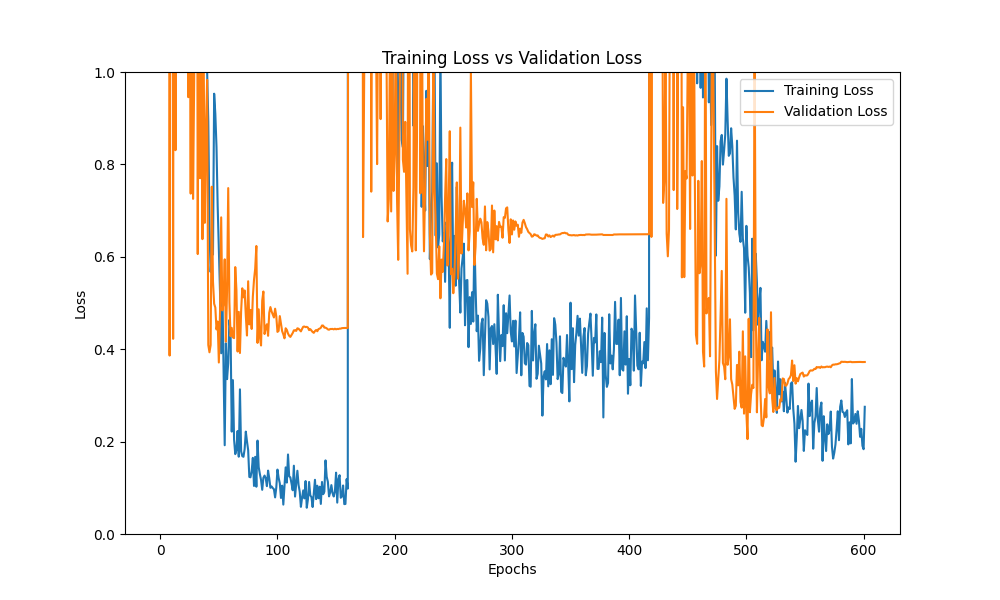 Training Loss vs Validation Loss
Training Loss
Validation Loss
Loss
1.0
0.8
0.6
0.4
0.2
0.0
0 100 200 300 400 500 600
Epochs